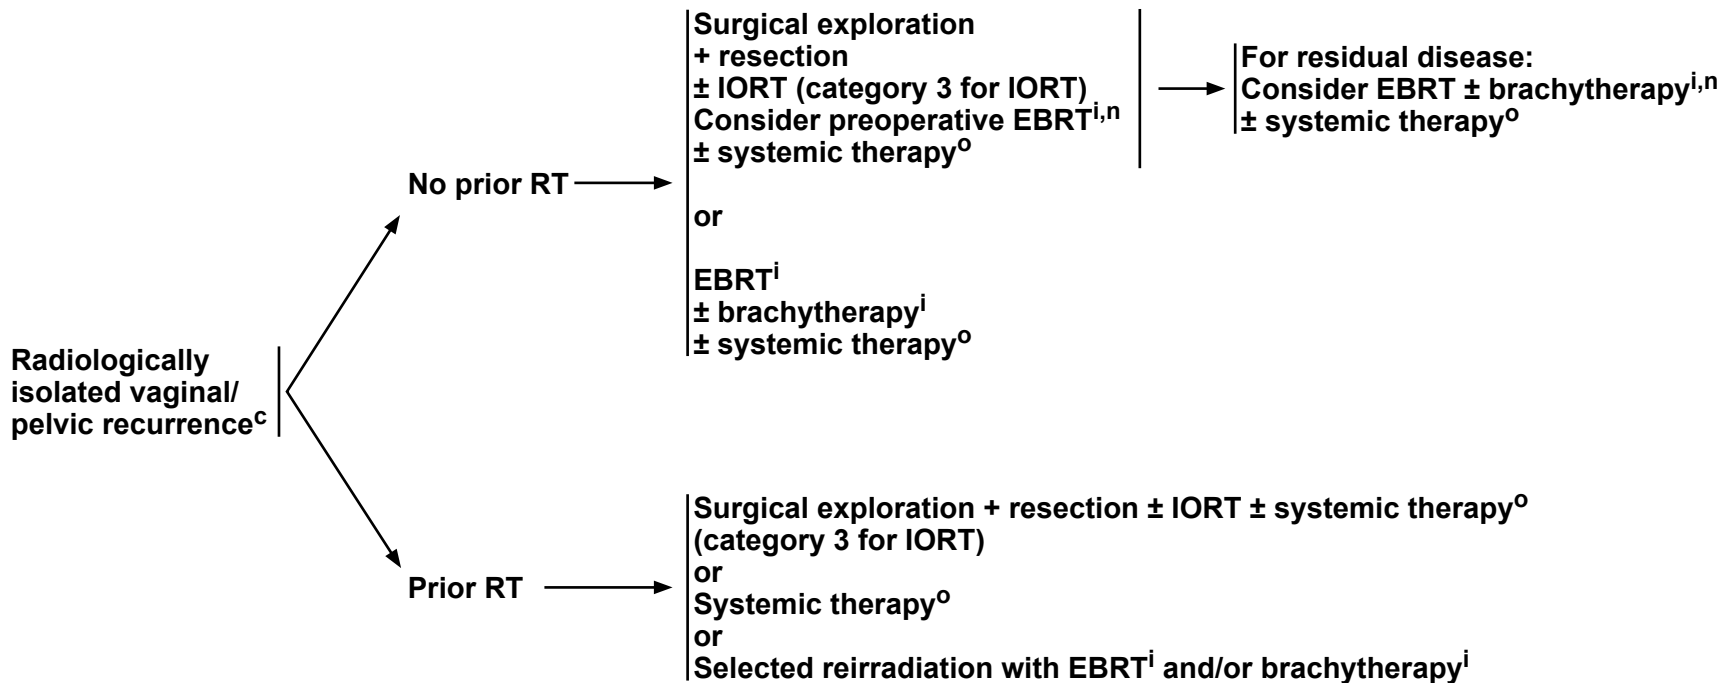 Radiologically
isolated vaginal/
pelvic recurrenceᶜ
No prior RT
Surgical exploration
+ resection
± IORT (category 3 for IORT)
Consider preoperative EBRTⁱ,ⁿ
± systemic therapyᵒ
or
EBRTⁱ
± brachytherapyⁱ
± systemic therapyᵒ
For residual disease:
Consider EBRT ± brachytherapyⁱ,ⁿ
± systemic therapyᵒ
Prior RT
Surgical exploration + resection ± IORT ± systemic therapyᵒ
(category 3 for IORT)
or
Systemic therapyᵒ
or
Selected reirradiation with EBRTⁱ and/or brachytherapyⁱ